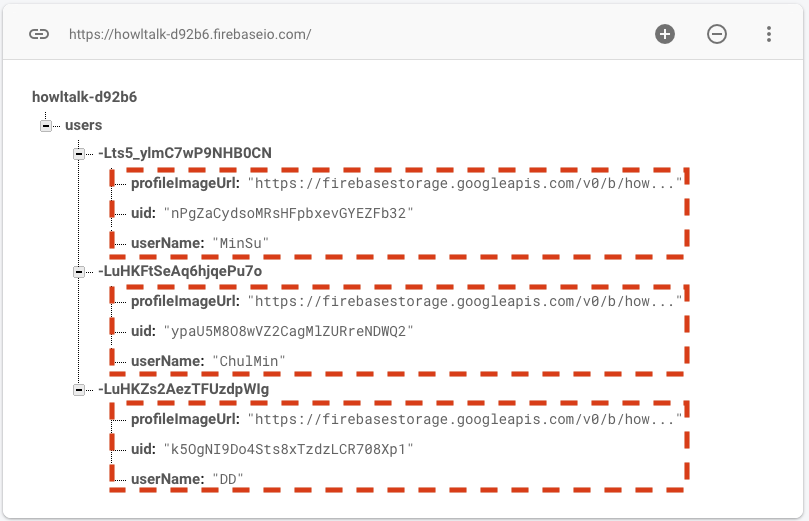 https://howltalk-d92b6.firebaseio.com/
howltalk-d92b6
users
-Lts5_ylmC7wP9NHB0CN
profileImageUrl: "https://firebasestorage.googleapis.com/v0/b/how..."
uid: "nPgZaCydsoMRsHFpbxevGYEZFb32"
userName: "MinSu"
-LuHKFtSeAq6hjqePu7o
profileImageUrl: "https://firebasestorage.googleapis.com/v0/b/how..."
uid: "ypaU5M8O8wVZ2CagMlZURreNDWQ2"
userName: "ChulMin"
-LuHKZs2AezTFUzdpWIg
profileImageUrl: "https://firebasestorage.googleapis.com/v0/b/how..."
uid: "k5OgNI9Do4Sts8xTzdzLCR708Xp1"
userName: "DD"